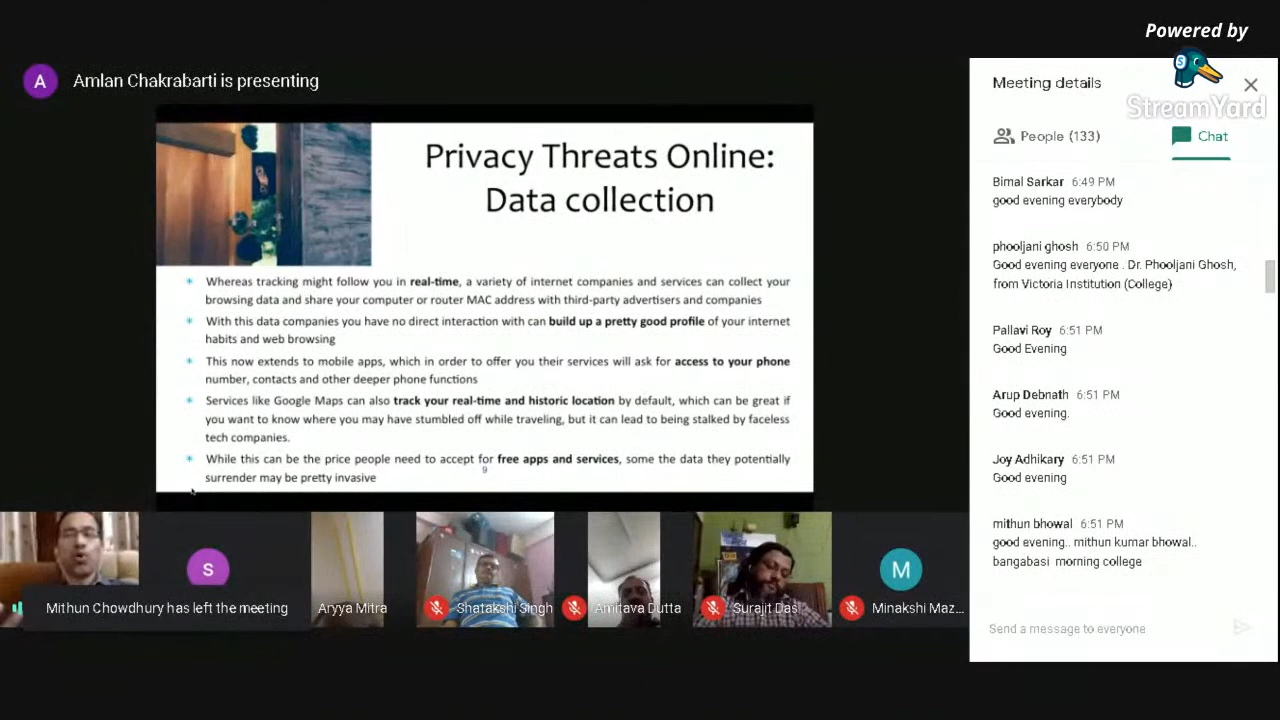 Powered by
StreamYard
A
Amlan Chakrabarti is presenting
Privacy Threats Online:
Data collection
Whereas tracking might follow you in real-time, a variety of internet companies and services can collect your
browsing data and share your computer or router MAC address with third-party advertisers and companies
With this data companies you have no direct interaction with can build up a pretty good profile of your internet
habits and web browsing
This now extends to mobile apps, which in order to offer you their services will ask for access to your phone
number, contacts and other deeper phone functions
Services like Google Maps can also track your real-time and historic location by default, which can be great if
you want to know where you may have stumbled off while traveling, but it can lead to being stalked by faceless
tech companies.
While this can be the price people need to accept for free apps and services, some the data they potentially
surrender may be pretty invasive
9
S
M
Mithun Chowdhury has left the meeting
Aryya Mitra
Shatakshi Singh
Amitava Dutta
Surajit Das
Minakshi Maz...
Meeting details
People (133)
Chat
Bimal Sarkar 6:49 PM
good evening everybody
phooljani ghosh 6:50 PM
Good evening everyone . Dr. Phooljani Ghosh,
from Victoria Institution (College)
Pallavi Roy 6:51 PM
Good Evening
Arup Debnath 6:51 PM
Good evening.
Joy Adhikary 6:51 PM
Good evening
mithun bhowal 6:51 PM
good evening.. mithun kumar bhowal..
bangabasi morning college
Send a message to everyone